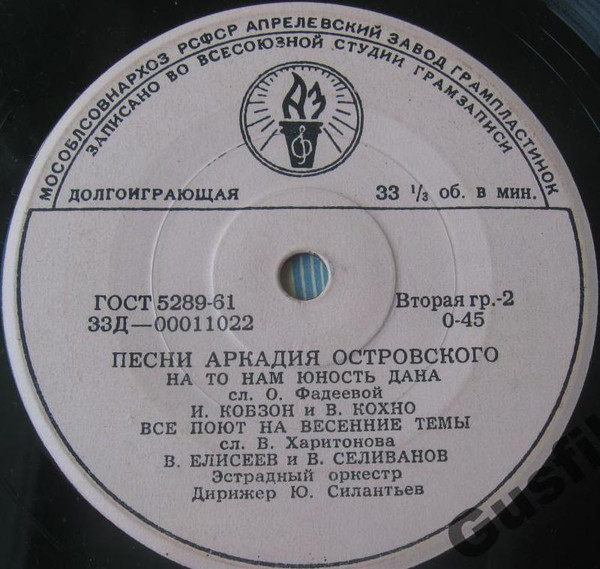 МОСОБЛСОВНАРХОЗ РСФСР АПРЕЛЕВСКИЙ ЗАВОД ГРАМПЛАСТИНОК
ЗАПИСАНО ВО ВСЕСОЮЗНОЙ СТУДИИ ГРАМЗАПИСИ
АЗ
ДОЛГОИГРАЮЩАЯ 33 ⅓ об. в мин.
ГОСТ 5289-61 Вторая гр.-2
33Д—00011022 0-45
ПЕСНИ АРКАДИЯ ОСТРОВСКОГО
НА ТО НАМ ЮНОСТЬ ДАНА
сл. О. Фадеевой
И. КОБЗОН и В. КОХНО
ВСЕ ПОЮТ НА ВЕСЕННИЕ ТЕМЫ
сл. В. Харитонова
В. ЕЛИСЕЕВ и В. СЕЛИВАНОВ
Эстрадный оркестр
Дирижер Ю. Силантьев